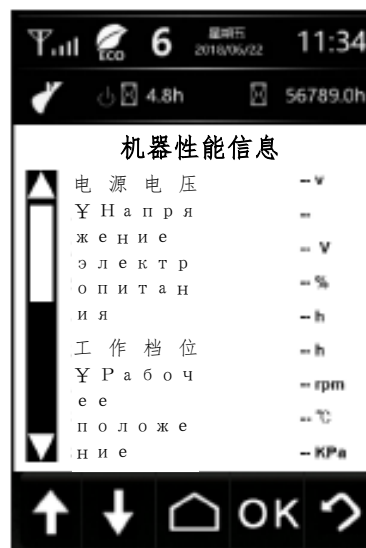 ECO 6 星期五 2018/06/22 11:34
4.8h 56789.0h
机器性能信息
电源电压 -- v
¥Напря --
жение -- V
электр
опитан -- %
ия -- h
工作档位 -- h
¥Рабоч -- rpm
ее
положе -- ℃
ние -- KPa
OK